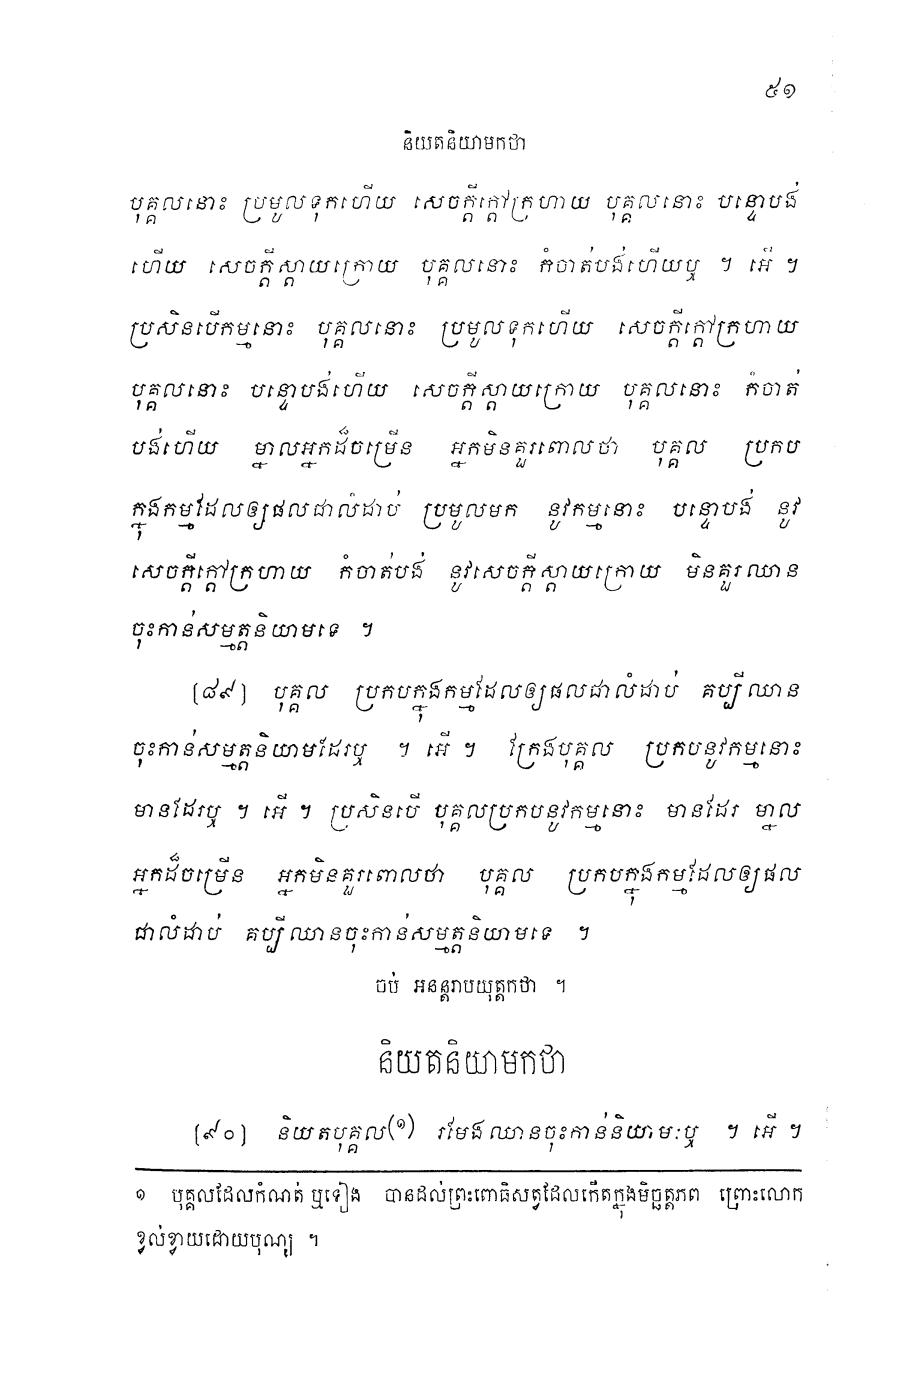 ៥១
និយតនិយាមកថា
បុគ្គលនោះ ប្រមូលទុកហើយ សេចក្តីក្តៅក្រហាយ បុគ្គលនោះ បន្ទោបង់
ហើយ សេចក្តីស្តាយក្រោយ បុគ្គលនោះ កំចាត់បង់ហើយឬ ។ អើ ។
ប្រសិនបើកម្មនោះ បុគ្គលនោះ ប្រមូលទុកហើយ សេចក្តីក្តៅក្រហាយ
បុគ្គលនោះ បន្ទោបង់ហើយ សេចក្តីស្តាយក្រោយ បុគ្គលនោះ កំចាត់
បង់ហើយ ម្នាលអ្នកដ៏ចម្រើន អ្នកមិនគួរពោលថា បុគ្គល ប្រកប
ក្នុងកម្មដែលឲ្យផលជាលំដាប់ ប្រមូលមក នូវកម្មនោះ បន្ទោបង់ នូវ
សេចក្តីក្តៅក្រហាយ កំចាត់បង់ នូវសេចក្តីស្តាយក្រោយ មិនគួរឈាន
ចុះកាន់សម្មត្តនិយាមទេ ។
[៨៩] បុគ្គល ប្រកបក្នុងកម្មដែលឲ្យផលជាលំដាប់ គប្បីឈាន
ចុះកាន់សម្មត្តនិយាមដែរឬ ។ អើ ។ ក្រែងបុគ្គល ប្រកបនូវកម្មនោះ
មានដែរឬ ។ អើ ។ ប្រសិនបើ បុគ្គលប្រកបនូវកម្មនោះ មានដែរ ម្នាល
អ្នកដ៏ចម្រើន អ្នកមិនគួរពោលថា បុគ្គល ប្រកបក្នុងកម្មដែលឲ្យផល
ជាលំដាប់ គប្បីឈានចុះកាន់សម្មត្តនិយាមទេ ។
ចប់ អនន្តរាបយុត្តកថា ។
និយតនិយាមកថា
[៩០] និយតបុគ្គល(១) រមែងឈានចុះកាន់និយាមៈឬ ។ អើ ។
១ បុគ្គលដែលកំណត់ ឬទៀង បានដល់ព្រះពោធិសត្វដែលកើតក្នុងមិច្ឆត្តភព ព្រោះលោក
ខ្វល់ខ្វាយដោយបុណ្យ ។